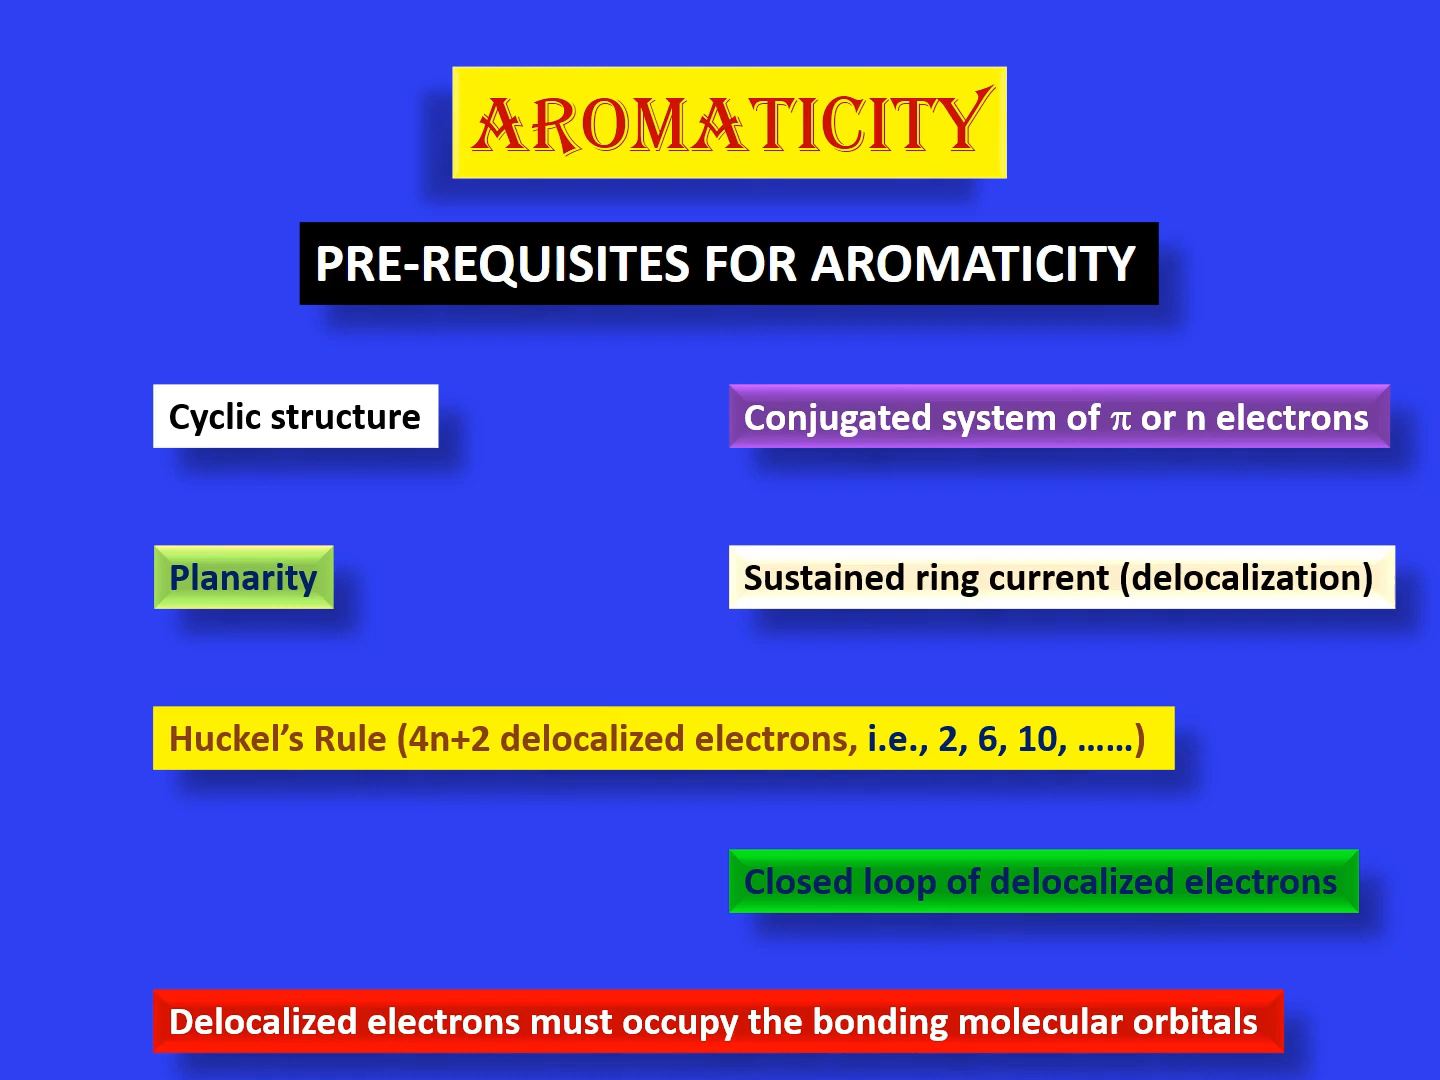 AROMATICITY
PRE-REQUISITES FOR AROMATICITY
Cyclic structure
Conjugated system of π or n electrons
Planarity
Sustained ring current (delocalization)
Huckel’s Rule (4n+2 delocalized electrons, i.e., 2, 6, 10, ……)
Closed loop of delocalized electrons
Delocalized electrons must occupy the bonding molecular orbitals